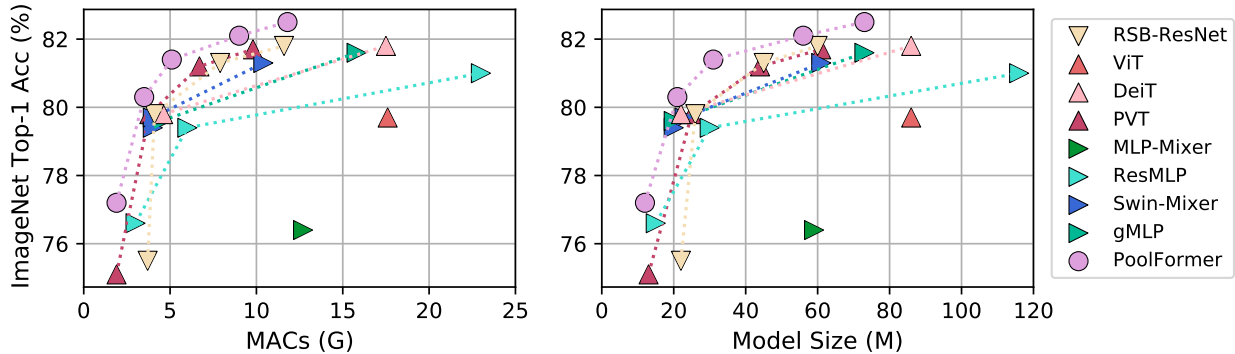 ImageNet Top-1 Acc (%)
82
80
78
76
0 5 10 15 20 25
MACs (G)
82
80
78
76
0 20 40 60 80 100 120
Model Size (M)
RSB-ResNet
ViT
DeiT
PVT
MLP-Mixer
ResMLP
Swin-Mixer
gMLP
PoolFormer